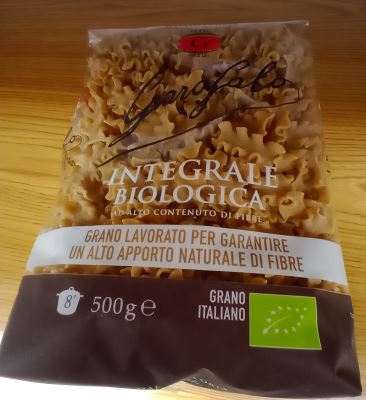 Garofalo
INTEGRALE
BIOLOGICA
AD ALTO CONTENUTO DI FIBRE
GRANO LAVORATO PER GARANTIRE
UN ALTO APPORTO NATURALE DI FIBRE
8' 500g℮
GRANO
ITALIANO